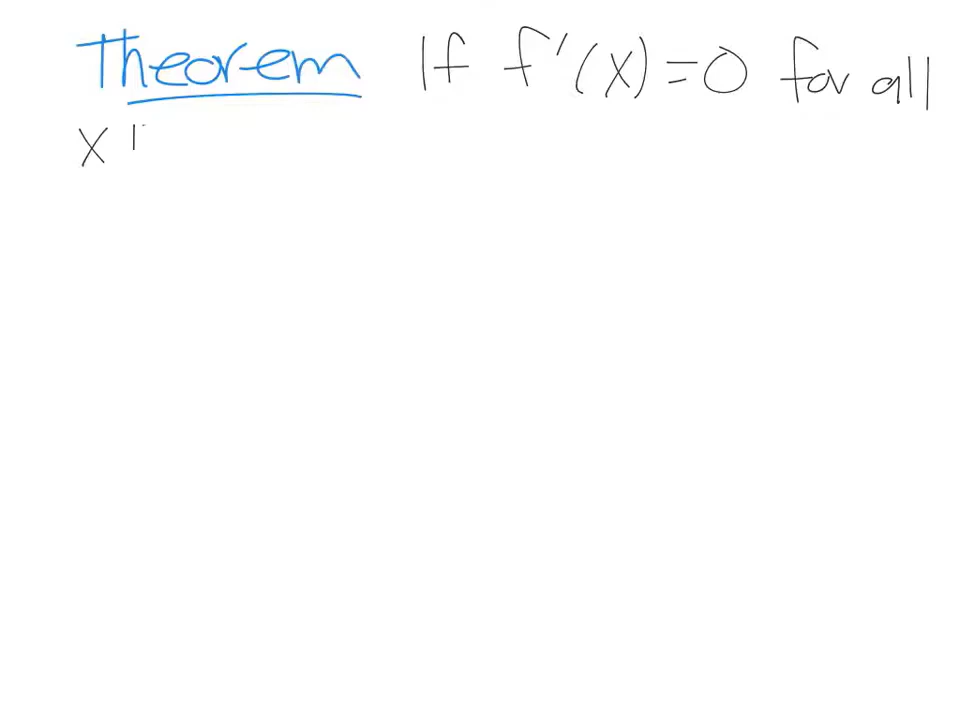 Theorem If f'(x) = 0 for all
x